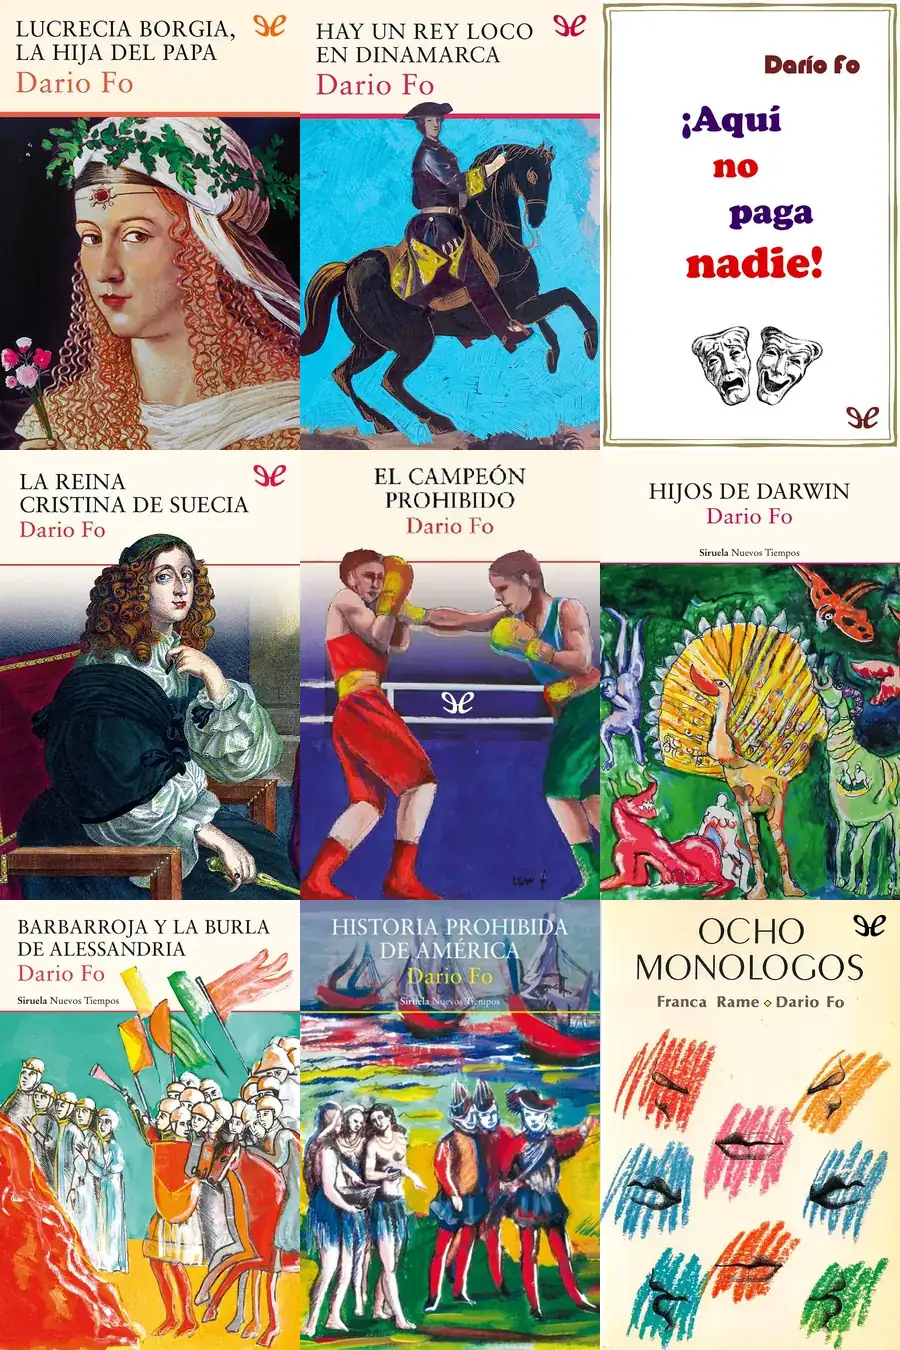 LUCRECIA BORGIA,
LA HIJA DEL PAPA
Dario Fo
HAY UN REY LOCO
EN DINAMARCA
Dario Fo
Darío Fo
¡Aquí
no
paga
nadie!
LA REINA
CRISTINA DE SUECIA
Dario Fo
EL CAMPEÓN
PROHIBIDO
Dario Fo
HIJOS DE DARWIN
Dario Fo
Siruela Nuevos Tiempos
BARBARROJA Y LA BURLA
DE ALESSANDRIA
Dario Fo
Siruela Nuevos Tiempos
HISTORIA PROHIBIDA
DE AMÉRICA
Dario Fo
Siruela Nuevos Tiempos
OCHO
MONOLOGOS
Franca Rame ⋄ Dario Fo